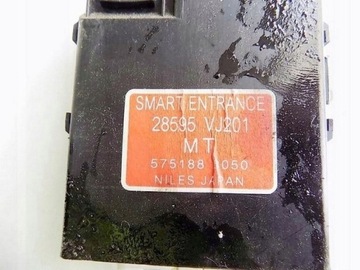 SMART ENTRANCE
28595 VJ201
MT
575188 1050
NILES JAPAN